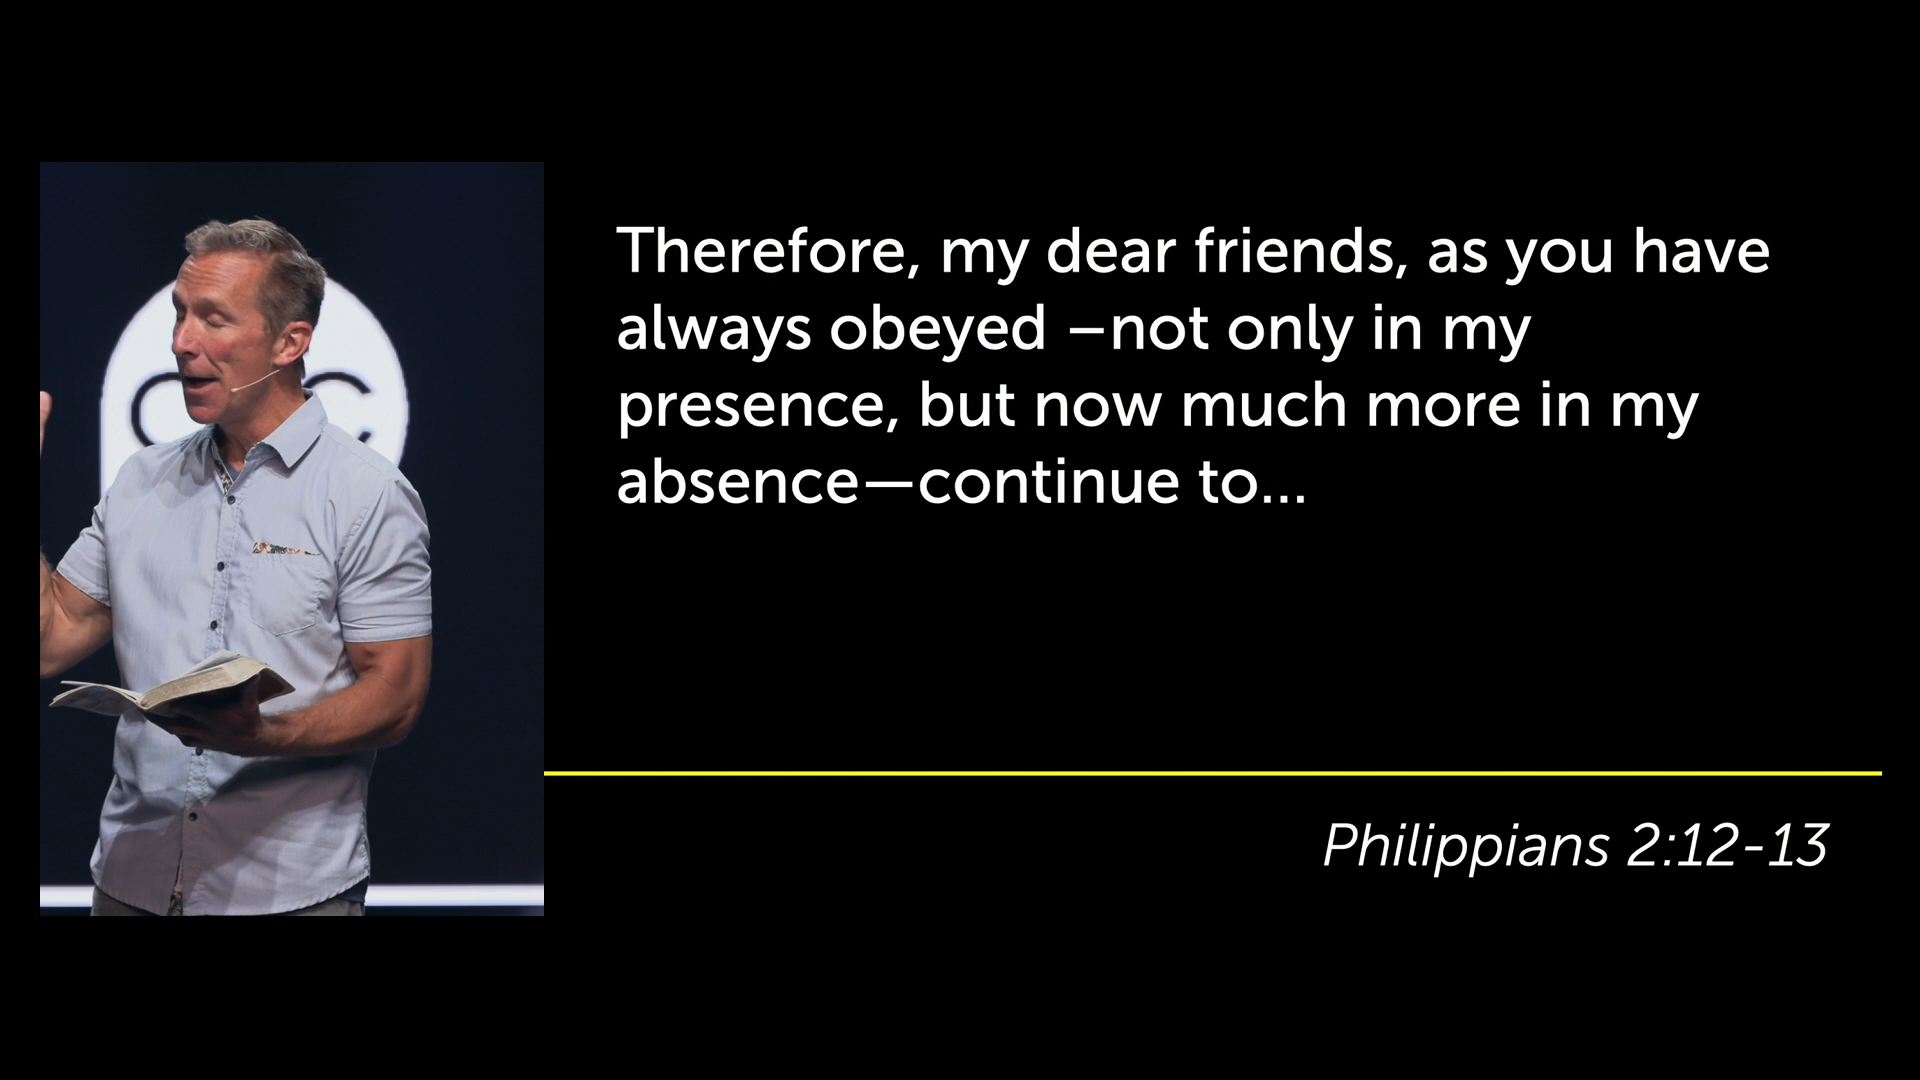 Therefore, my dear friends, as you have
always obeyed –not only in my
presence, but now much more in my
absence—continue to...
Philippians 2:12-13